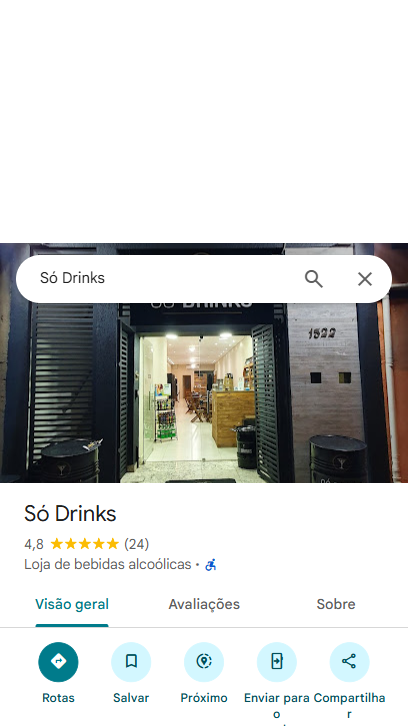 Só Drinks
SÓ DRINKS
1522
Só Drinks
4,8 (24)
Loja de bebidas alcoólicas ·
Visão geral Avaliações Sobre
Rotas Salvar Próximo Enviar para o Compartilhar